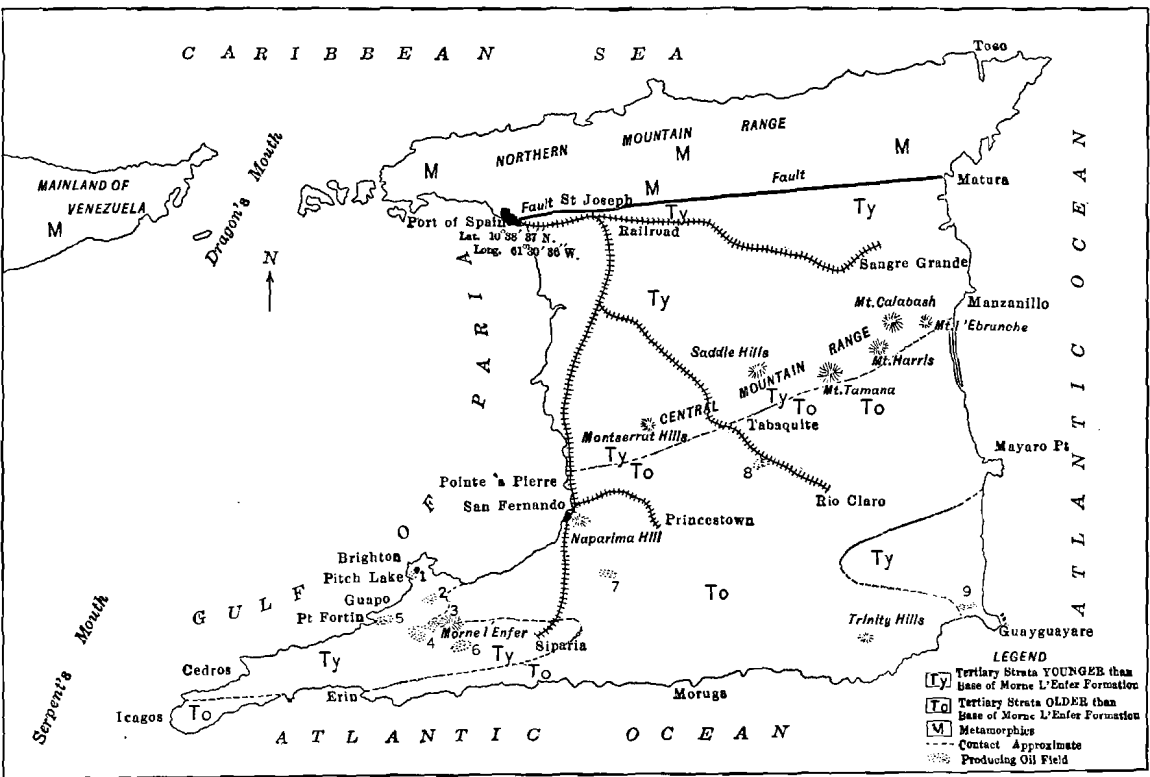 CARIBBEAN SEA
Toco
NORTHERN MOUNTAIN RANGE
M
M
M
M
MAINLAND OF
VENEZUELA
M
Dragon's Mouth
Fault
Fault
St Joseph
Matura
Port of Spain
Lat. 10°38'37 N.
Long. 61°30'36"W.
Ty
Ty
Railroad
Sangre Grande
N
Ty
Manzanillo
Mt.Calabash
Mt.l'Ebrunche
Mt.Harris
Mt.Tamana
Saddle Hills
CENTRAL MOUNTAIN RANGE
Ty
To
To
Montserrat Hills
Tabaquite
Ty
To
8
Rio Claro
Mayaro Pt
Pointe 'a Pierre
San Fernando
Princestown
Naparima Hill
GULF OF PARIA
ATLANTIC OCEAN
Brighton
Pitch Lake
1
Guapo
2
Pt Fortin
5
3
4
6
Morne l'Enfer
7
To
Ty
9
Trinity Hills
Guayguayare
Siparia
Ty
Ty
To
Cedros
Erin
Moruga
Icagos
To
Serpent's Mouth
ATLANTIC OCEAN
LEGEND
Ty Tertiary Strata YOUNGER than
Base of Morne L'Enfer Formation
To Tertiary Strata OLDER than
Base of Morne L'Enfer Formation
M Metamorphics
Contact Approximate
Producing Oil Field